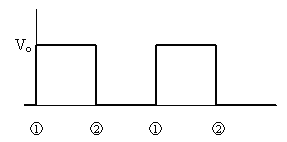 Vo
① ② ① ②